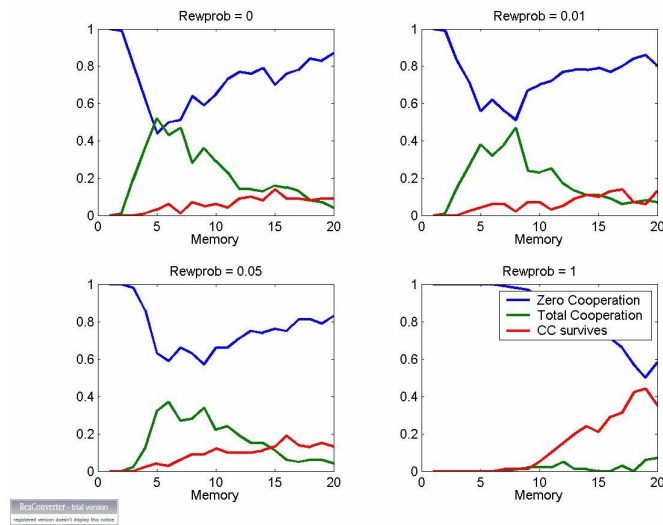 Rewprob = 0
1
0.8
0.6
0.4
0.2
0
0 5 10 15 20
Memory
Rewprob = 0.01
1
0.8
0.6
0.4
0.2
0
0 5 10 15 20
Memory
Rewprob = 0.05
1
0.8
0.6
0.4
0.2
0
0 5 10 15 20
Memory
Rewprob = 1
1
0.8
0.6
0.4
0.2
0
0 5 10 15 20
Memory
Zero Cooperation
Total Cooperation
CC survives
ReaConverter - trial version
registered version doesn't display this notice